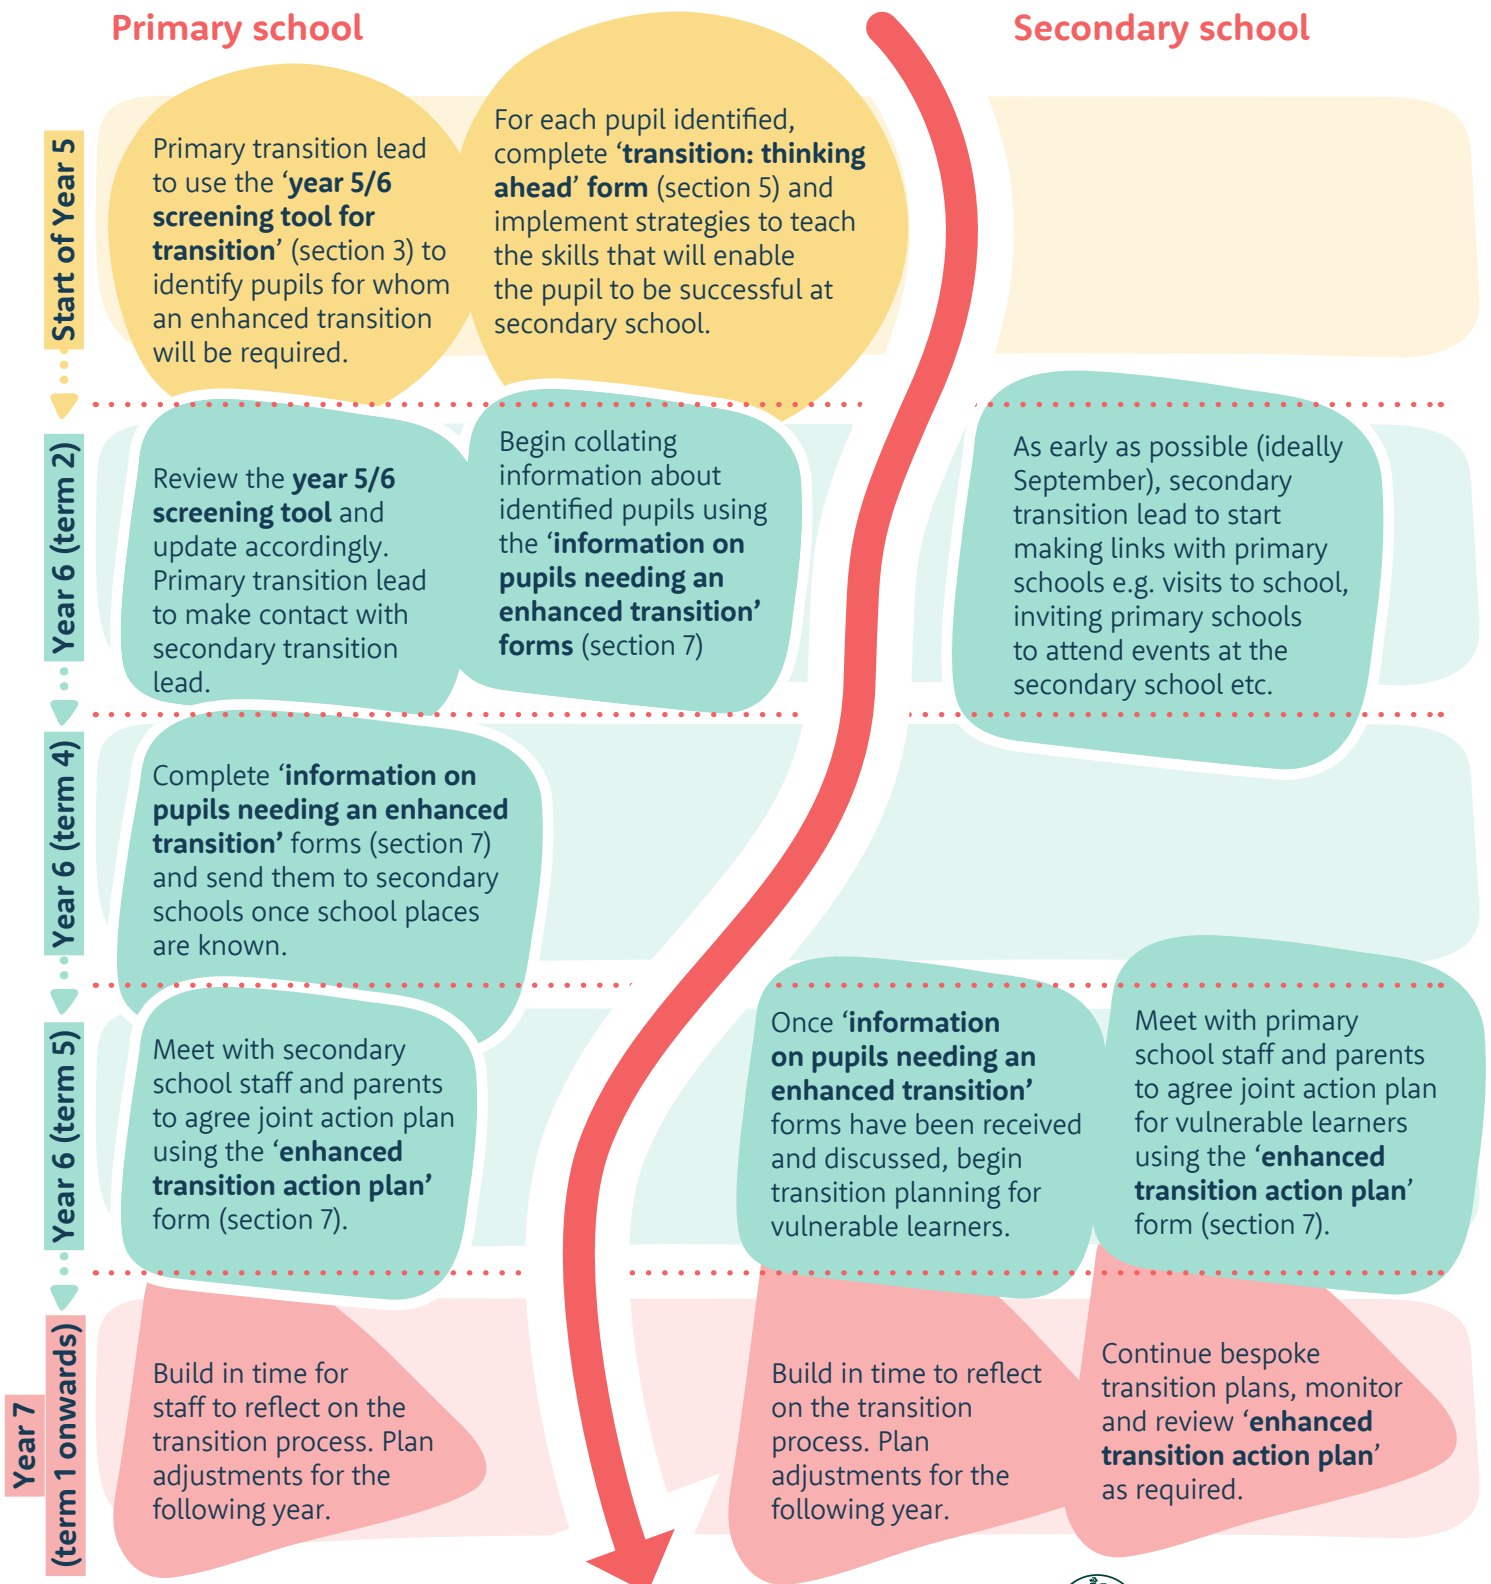 Primary school
Secondary school
Start of Year 5
Primary transition lead
to use the ‘year 5/6
screening tool for
transition’ (section 3) to
identify pupils for whom
an enhanced transition
will be required.
For each pupil identified,
complete ‘transition: thinking
ahead’ form (section 5) and
implement strategies to teach
the skills that will enable
the pupil to be successful at
secondary school.
Year 6 (term 2)
Review the year 5/6
screening tool and
update accordingly.
Primary transition lead
to make contact with
secondary transition
lead.
Begin collating
information about
identified pupils using
the ‘information on
pupils needing an
enhanced transition’
forms (section 7)
As early as possible (ideally
September), secondary
transition lead to start
making links with primary
schools e.g. visits to school,
inviting primary schools
to attend events at the
secondary school etc.
Year 6 (term 4)
Complete ‘information on
pupils needing an enhanced
transition’ forms (section 7)
and send them to secondary
schools once school places
are known.
Year 6 (term 5)
Meet with secondary
school staff and parents
to agree joint action plan
using the ‘enhanced
transition action plan’
form (section 7).
Once ‘information
on pupils needing an
enhanced transition’
forms have been received
and discussed, begin
transition planning for
vulnerable learners.
Meet with primary
school staff and parents
to agree joint action plan
for vulnerable learners
using the ‘enhanced
transition action plan’
form (section 7).
Year 7
(term 1 onwards)
Build in time for
staff to reflect on the
transition process. Plan
adjustments for the
following year.
Build in time to reflect
on the transition
process. Plan
adjustments for the
following year.
Continue bespoke
transition plans, monitor
and review ‘enhanced
transition action plan’
as required.